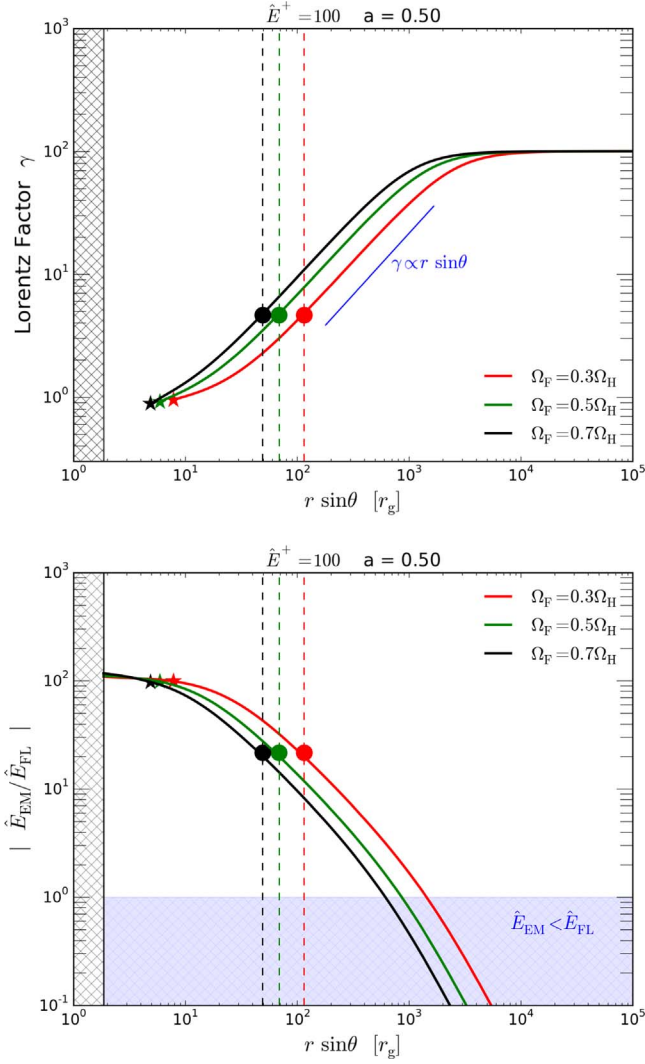 Ê⁺ = 100   a = 0.50
10³
10²
10¹
10⁰
Lorentz Factor γ
γ ∝ r sinθ
Ω_F = 0.3Ω_H
Ω_F = 0.5Ω_H
Ω_F = 0.7Ω_H
10⁰ 10¹ 10² 10³ 10⁴ 10⁵
r sinθ [r_g]
Ê⁺ = 100   a = 0.50
10³
10²
10¹
10⁰
10⁻¹
| Ê_EM/Ê_FL |
Ω_F = 0.3Ω_H
Ω_F = 0.5Ω_H
Ω_F = 0.7Ω_H
Ê_EM < Ê_FL
10⁰ 10¹ 10² 10³ 10⁴ 10⁵
r sinθ [r_g]